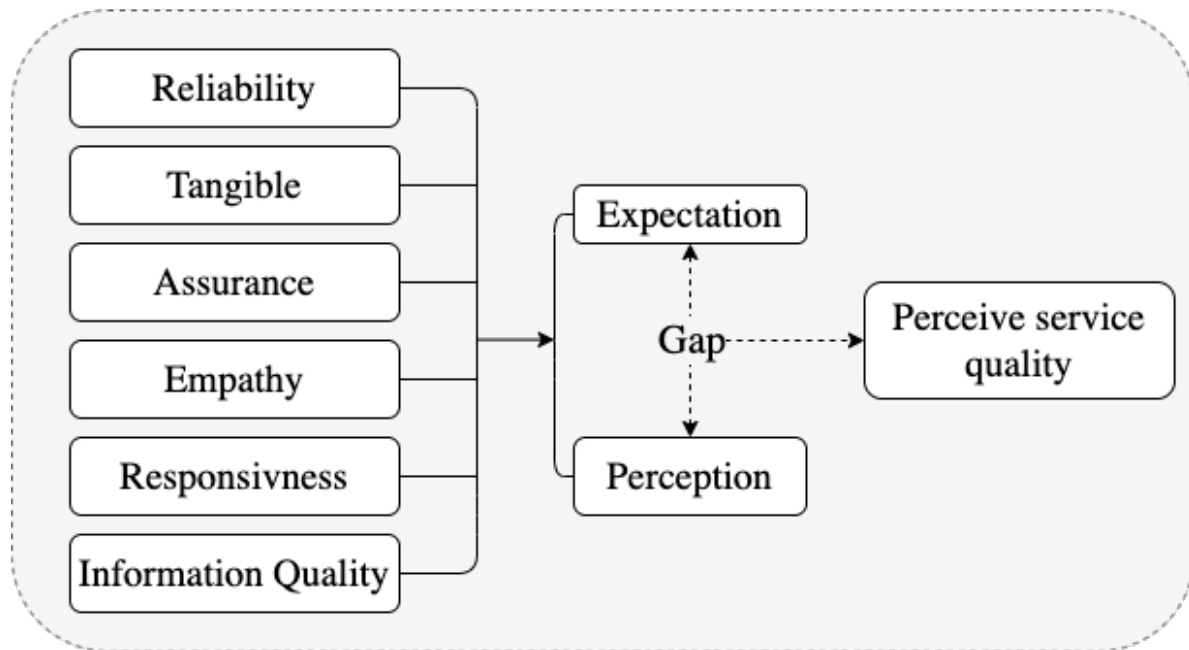 Reliability
Tangible
Assurance
Empathy
Responsivness
Information Quality
Expectation
Gap
Perception
Perceive service
quality